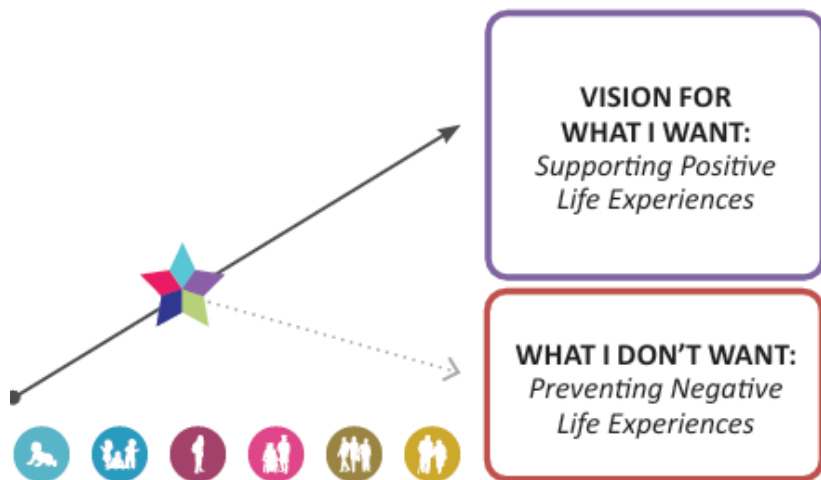 VISION FOR
WHAT I WANT:
Supporting Positive
Life Experiences
WHAT I DON’T WANT:
Preventing Negative
Life Experiences